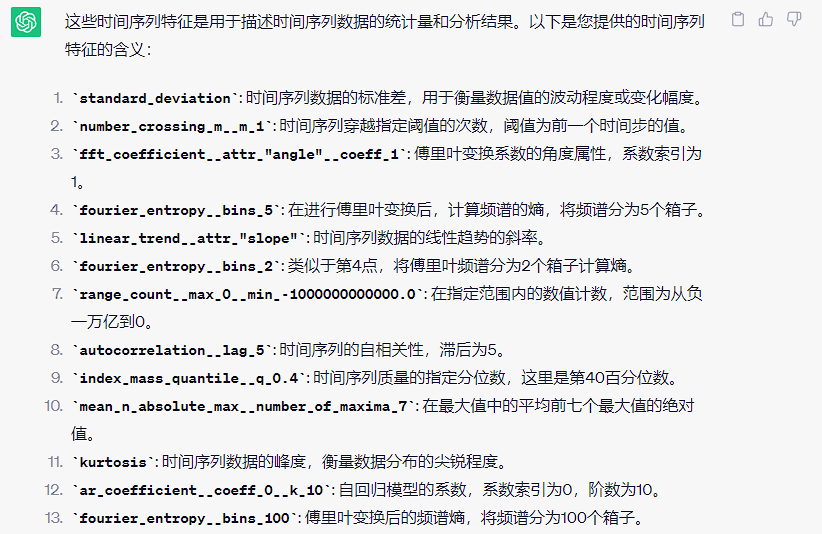 这些时间序列特征是用于描述时间序列数据的统计量和分析结果。以下是您提供的时间序列
特征的含义：
1. `standard_deviation`: 时间序列数据的标准差，用于衡量数据值的波动程度或变化幅度。
2. `number_crossing_m__m_1`: 时间序列穿越指定阈值的次数，阈值为前一个时间步的值。
3. `fft_coefficient__attr_"angle"__coeff_1`: 傅里叶变换系数的角度属性，系数索引为
1。
4. `fourier_entropy__bins_5`: 在进行傅里叶变换后，计算频谱的熵，将频谱分为5个箱子。
5. `linear_trend__attr_"slope"`: 时间序列数据的线性趋势的斜率。
6. `fourier_entropy__bins_2`: 类似于第4点，将傅里叶频谱分为2个箱子计算熵。
7. `range_count__max_0__min_-1000000000000.0`: 在指定范围内的数值计数，范围为从负
一万亿到0。
8. `autocorrelation__lag_5`: 时间序列的自相关性，滞后为5。
9. `index_mass_quantile__q_0.4`: 时间序列质量的指定分位数，这里是第40百分位数。
10. `mean_n_absolute_max__number_of_maxima_7`: 在最大值中的平均前七个最大值的绝对
值。
11. `kurtosis`: 时间序列数据的峰度，衡量数据分布的尖锐程度。
12. `ar_coefficient__coeff_0__k_10`: 自回归模型的系数，系数索引为0，阶数为10。
13. `fourier_entropy__bins_100`: 傅里叶变换后的频谱熵，将频谱分为100个箱子。